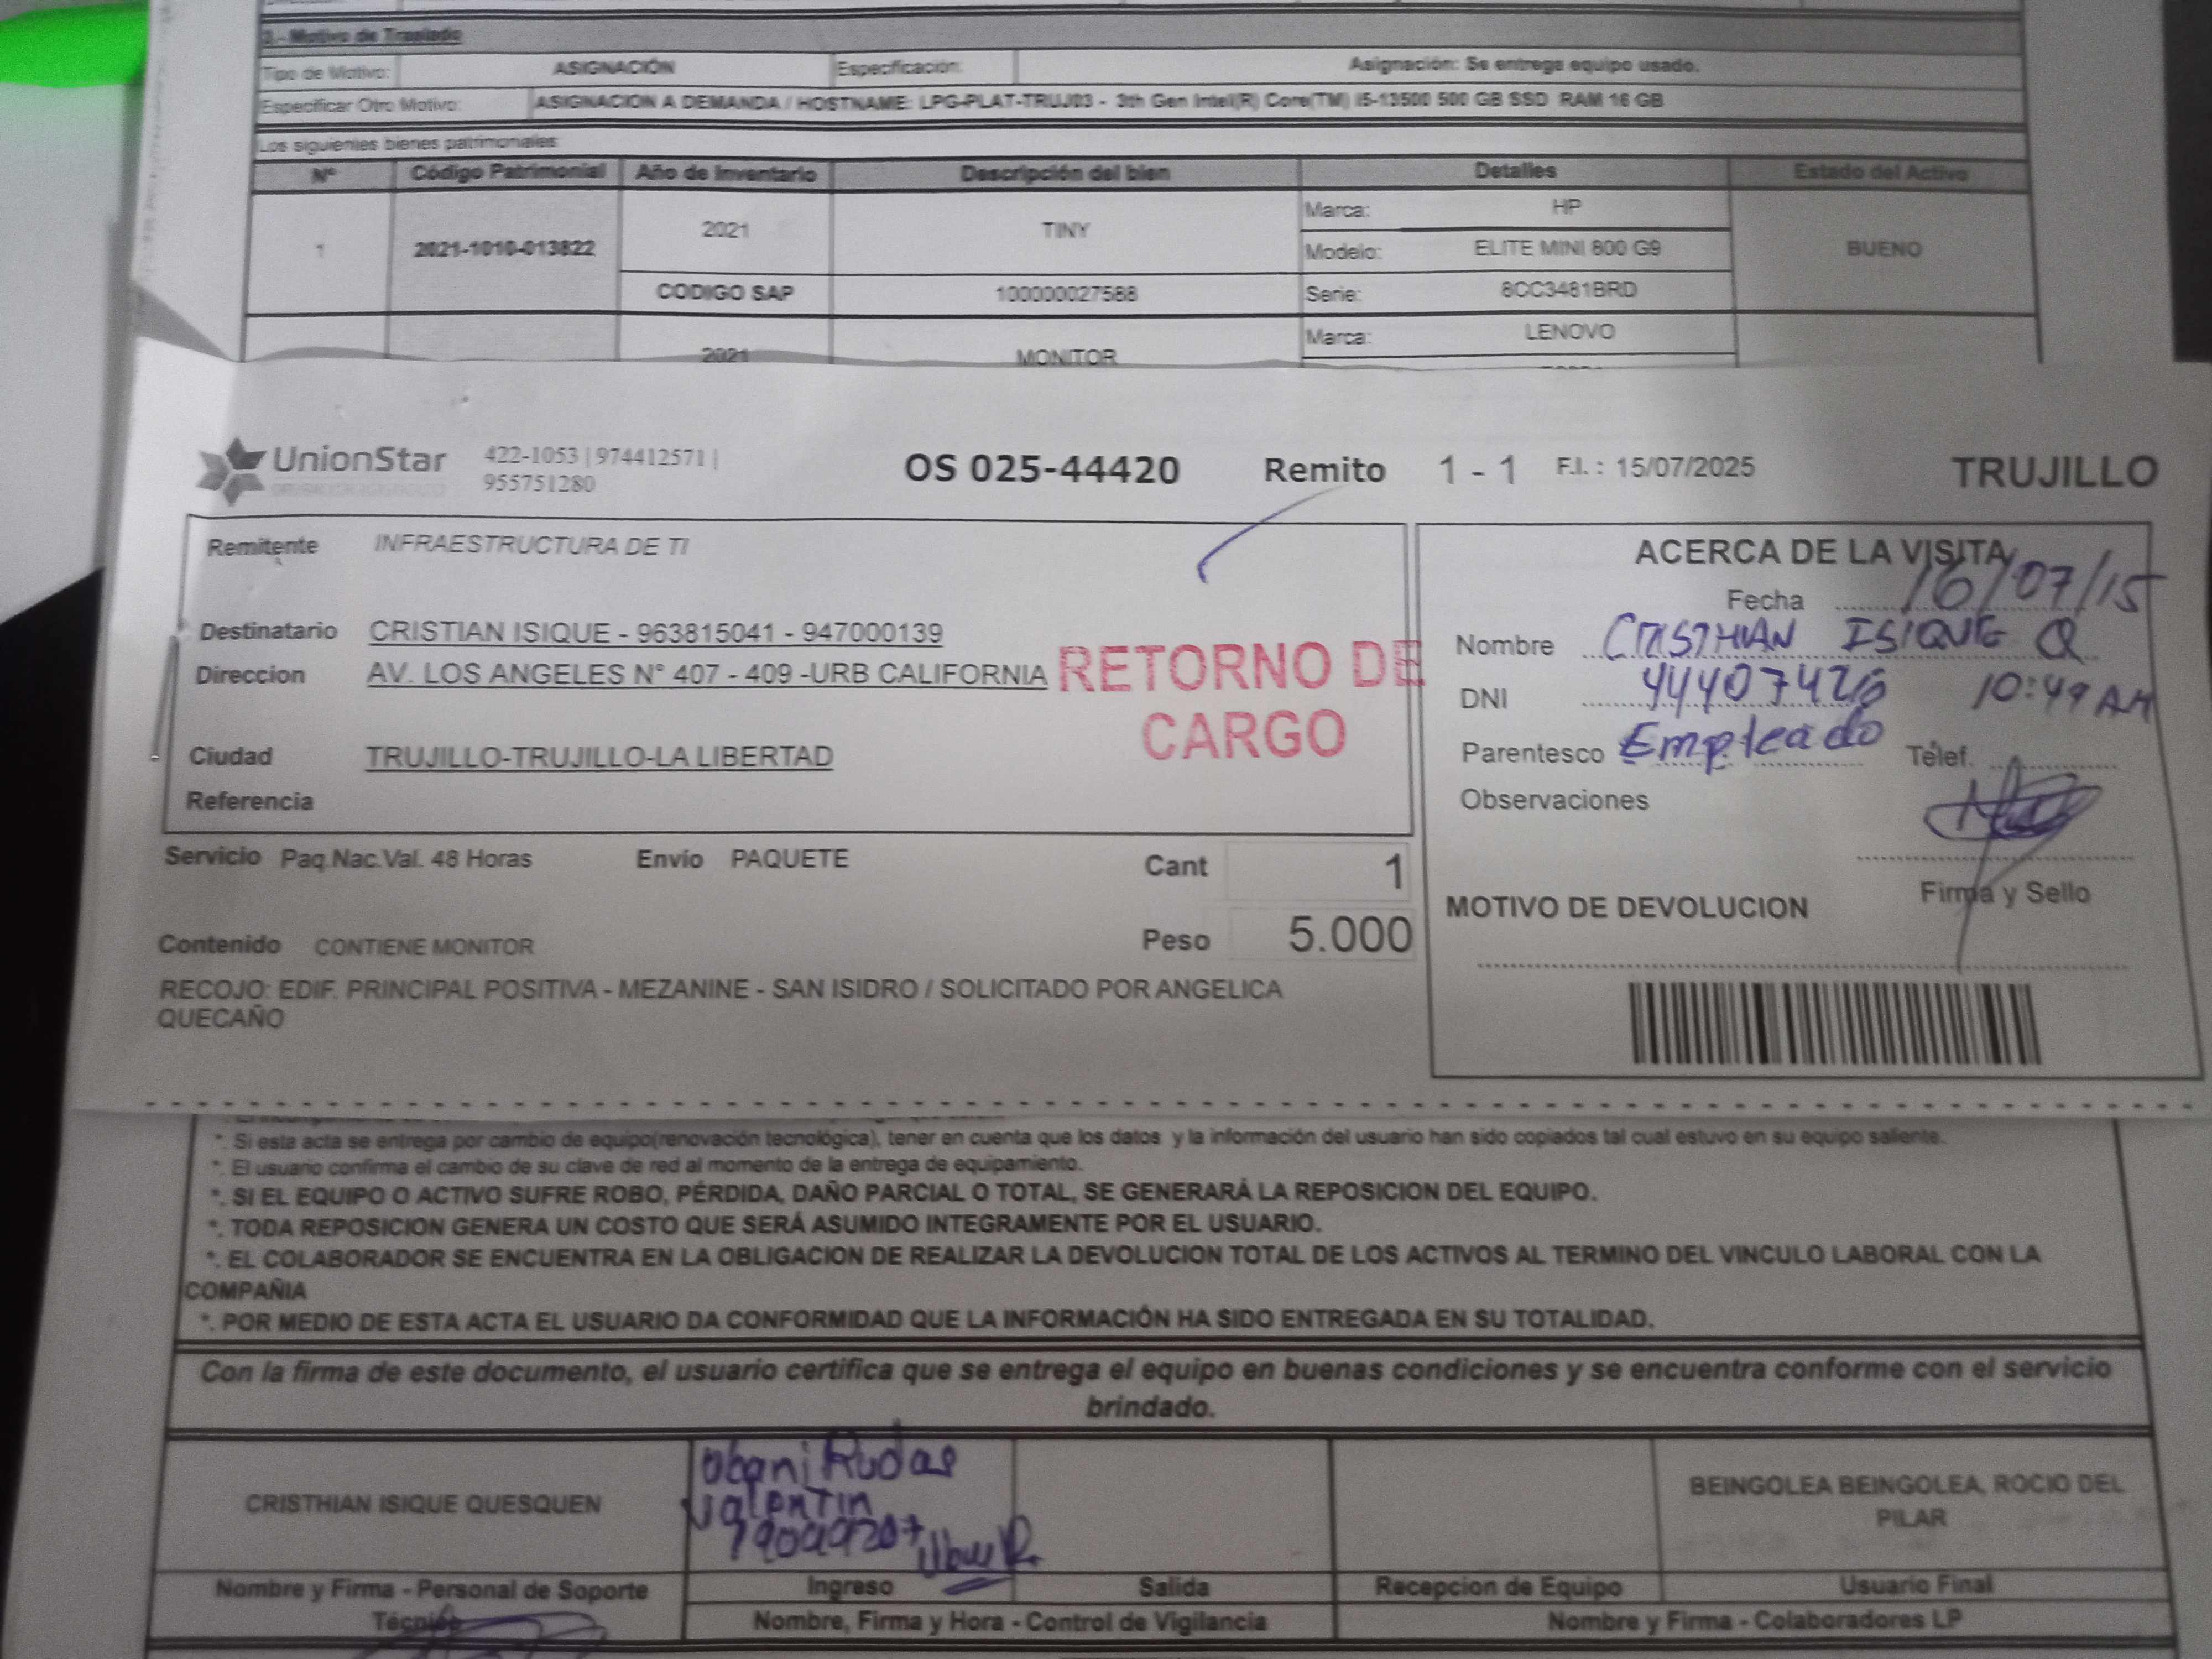 2.- Motivo de Traslado
Tipo de Motivo: ASIGNACIÓN Especificación: Asignación: Se entrega equipo usado.
Especificar Otro Motivo: ASIGNACION A DEMANDA / HOSTNAME: LPG-PLAT-TRUJ03 - 3th Gen Intel(R) Core(TM) i5-13500 500 GB SSD RAM 16 GB
Los siguientes bienes patrimoniales
N° Código Patrimonial Año de Inventario Descripción del bien Detalles Estado del Activo
1 2021-1010-013822 2021 TINY Marca: HP BUENO
Modelo: ELITE MINI 800 G9
CODIGO SAP 100000027588 Serie: 8CC3481BRD
2021 MONITOR Marca: LENOVO
UnionStar 422-1053 | 974412571 |
955751280
OS 025-44420 Remito 1 - 1 F.I. : 15/07/2025 TRUJILLO
Remitente INFRAESTRUCTURA DE TI
Destinatario CRISTIAN ISIQUE - 963815041 - 947000139
Direccion AV. LOS ANGELES N° 407 - 409 -URB CALIFORNIA
RETORNO DE
CARGO
Ciudad TRUJILLO-TRUJILLO-LA LIBERTAD
Referencia
Servicio Paq.Nac.Val. 48 Horas Envío PAQUETE Cant 1
Peso 5.000
Contenido CONTIENE MONITOR
RECOJO: EDIF. PRINCIPAL POSITIVA - MEZANINE - SAN ISIDRO / SOLICITADO POR ANGELICA
QUECAÑO
ACERCA DE LA VISITA
Fecha 16/07/15
Nombre CRISTHIAN ISIQUE Q
DNI 44407426 10:49 AM
Parentesco Empleado Télef.
Observaciones
Firma y Sello
MOTIVO DE DEVOLUCION
*. Si esta acta se entrega por cambio de equipo(renovación tecnológica), tener en cuenta que los datos y la información del usuario han sido copiados tal cual estuvo en su equipo saliente.
*. El usuario confirma el cambio de su clave de red al momento de la entrega de equipamiento.
*. SI EL EQUIPO O ACTIVO SUFRE ROBO, PÉRDIDA, DAÑO PARCIAL O TOTAL, SE GENERARÁ LA REPOSICION DEL EQUIPO.
*. TODA REPOSICION GENERA UN COSTO QUE SERÁ ASUMIDO INTEGRAMENTE POR EL USUARIO.
*. EL COLABORADOR SE ENCUENTRA EN LA OBLIGACION DE REALIZAR LA DEVOLUCION TOTAL DE LOS ACTIVOS AL TERMINO DEL VINCULO LABORAL CON LA
COMPAÑIA
*. POR MEDIO DE ESTA ACTA EL USUARIO DA CONFORMIDAD QUE LA INFORMACIÓN HA SIDO ENTREGADA EN SU TOTALIDAD.
Con la firma de este documento, el usuario certifica que se entrega el equipo en buenas condiciones y se encuentra conforme con el servicio
brindado.
CRISTHIAN ISIQUE QUESQUEN
Rudas
Valentin
BEINGOLEA BEINGOLEA, ROCIO DEL
PILAR
Nombre y Firma - Personal de Soporte
Técnico
Ingreso Salida Recepcion de Equipo Usuario Final
Nombre, Firma y Hora - Control de Vigilancia Nombre y Firma - Colaboradores LP